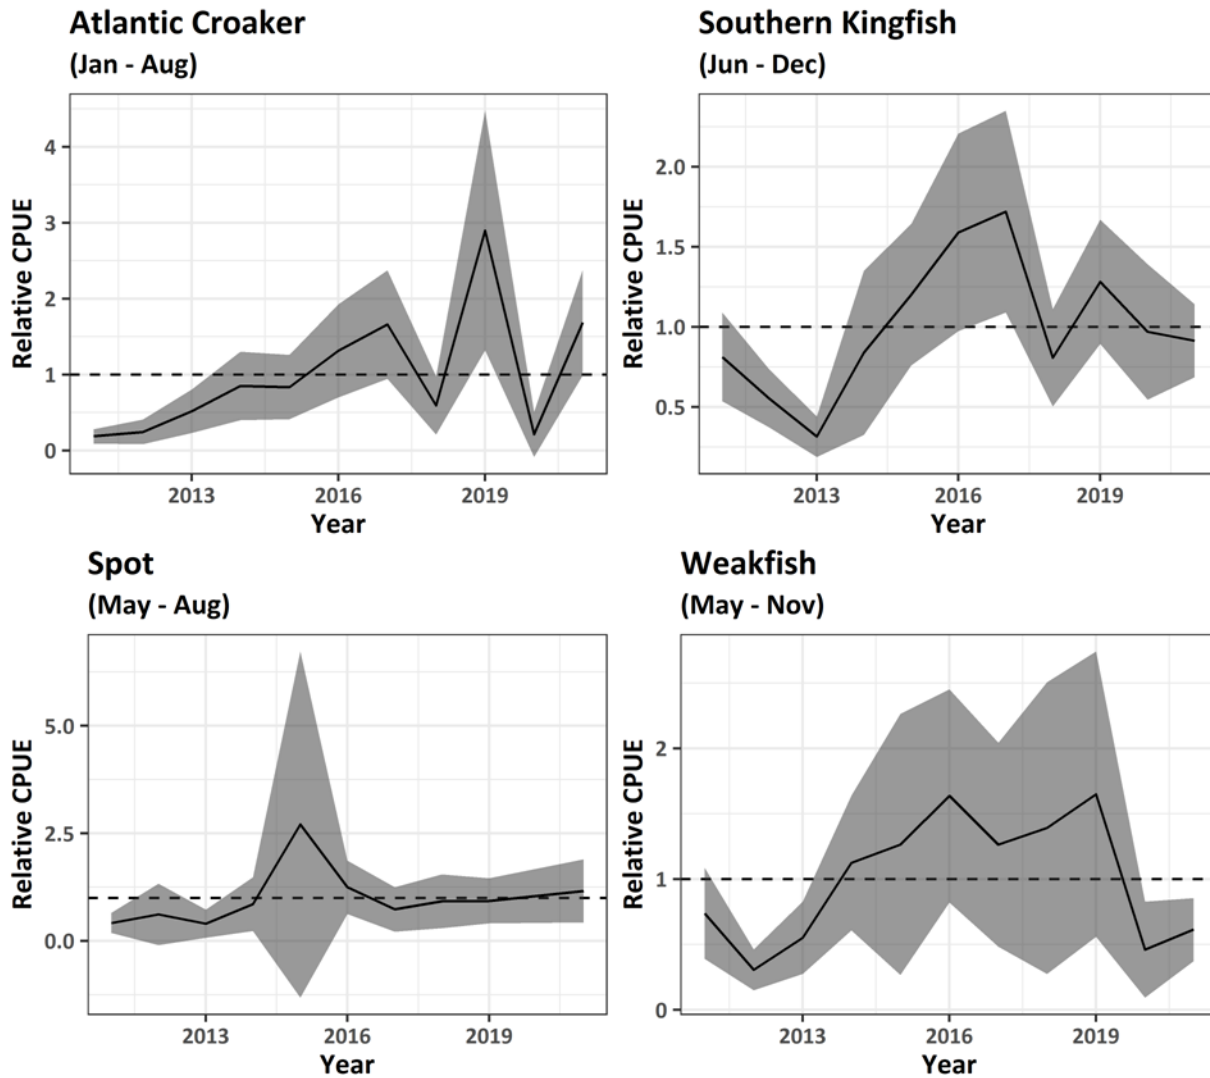 Atlantic Croaker
(Jan - Aug)
Relative CPUE
4
3
2
1
0
2013 2016 2019
Year
Southern Kingfish
(Jun - Dec)
Relative CPUE
2.0
1.5
1.0
0.5
2013 2016 2019
Year
Spot
(May - Aug)
Relative CPUE
5.0
2.5
0.0
2013 2016 2019
Year
Weakfish
(May - Nov)
Relative CPUE
2
1
0
2013 2016 2019
Year